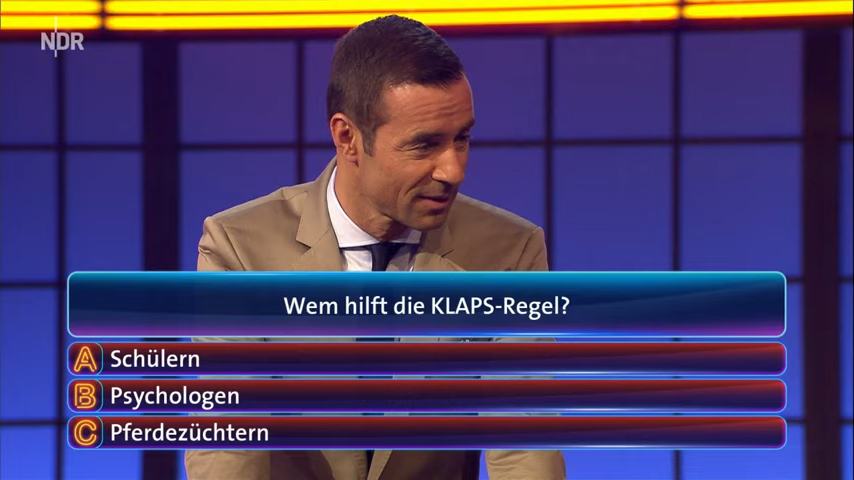 NDR
Wem hilft die KLAPS-Regel?
A Schülern
B Psychologen
C Pferdezüchtern